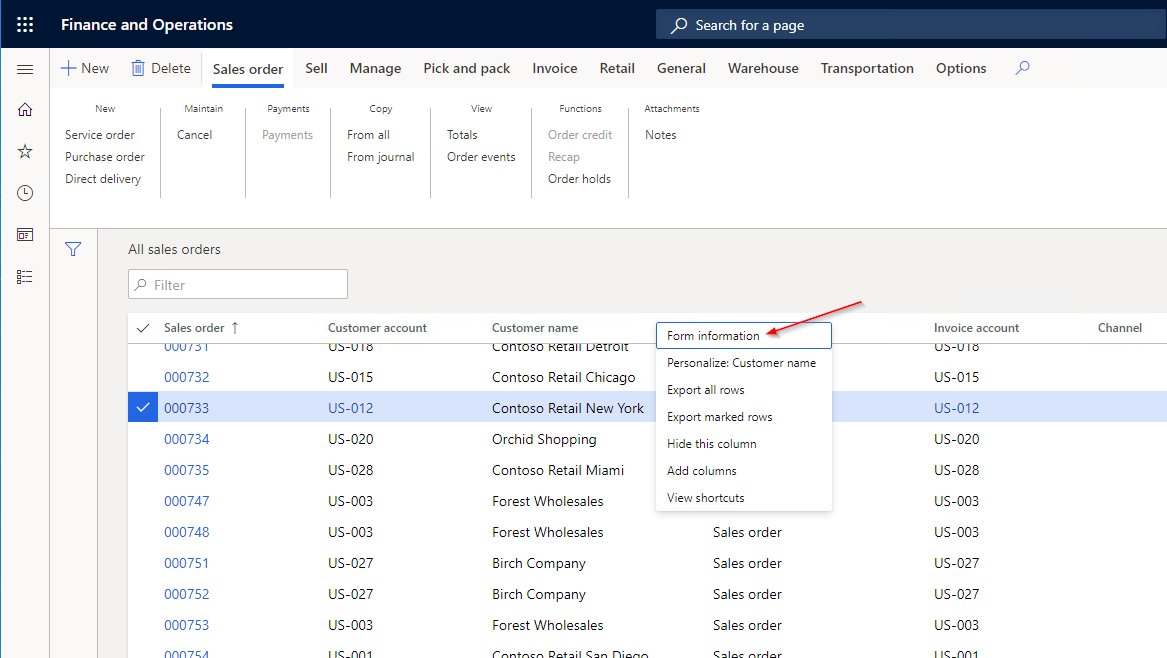 Finance and Operations
Search for a page
New Delete Sales order Sell Manage Pick and pack Invoice Retail General Warehouse Transportation Options
New Maintain Payments Copy View Functions Attachments
Service order Cancel Payments From all Totals Order credit Notes
Purchase order From journal Order events Recap
Direct delivery Order holds
All sales orders
Filter
Sales order ↑ Customer account Customer name Invoice account Channel
000731 US-018 Contoso Retail Detroit US-018
000732 US-015 Contoso Retail Chicago US-015
000733 US-012 Contoso Retail New York US-012
000734 US-020 Orchid Shopping US-020
000735 US-028 Contoso Retail Miami US-028
000747 US-003 Forest Wholesales US-003
000748 US-003 Forest Wholesales Sales order US-003
000751 US-027 Birch Company Sales order US-027
000752 US-027 Birch Company Sales order US-027
000753 US-003 Forest Wholesales Sales order US-003
000754 US-001 Contoso Retail San Diego Sales order US-001
Form information
Personalize: Customer name
Export all rows
Export marked rows
Hide this column
Add columns
View shortcuts